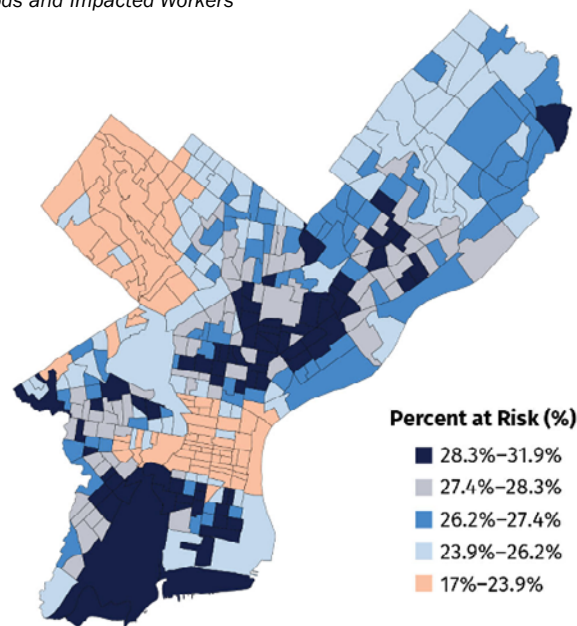 and Impacted Workers
Percent at Risk (%)
28.3%–31.9%
27.4%–28.3%
26.2%–27.4%
23.9%–26.2%
17%–23.9%